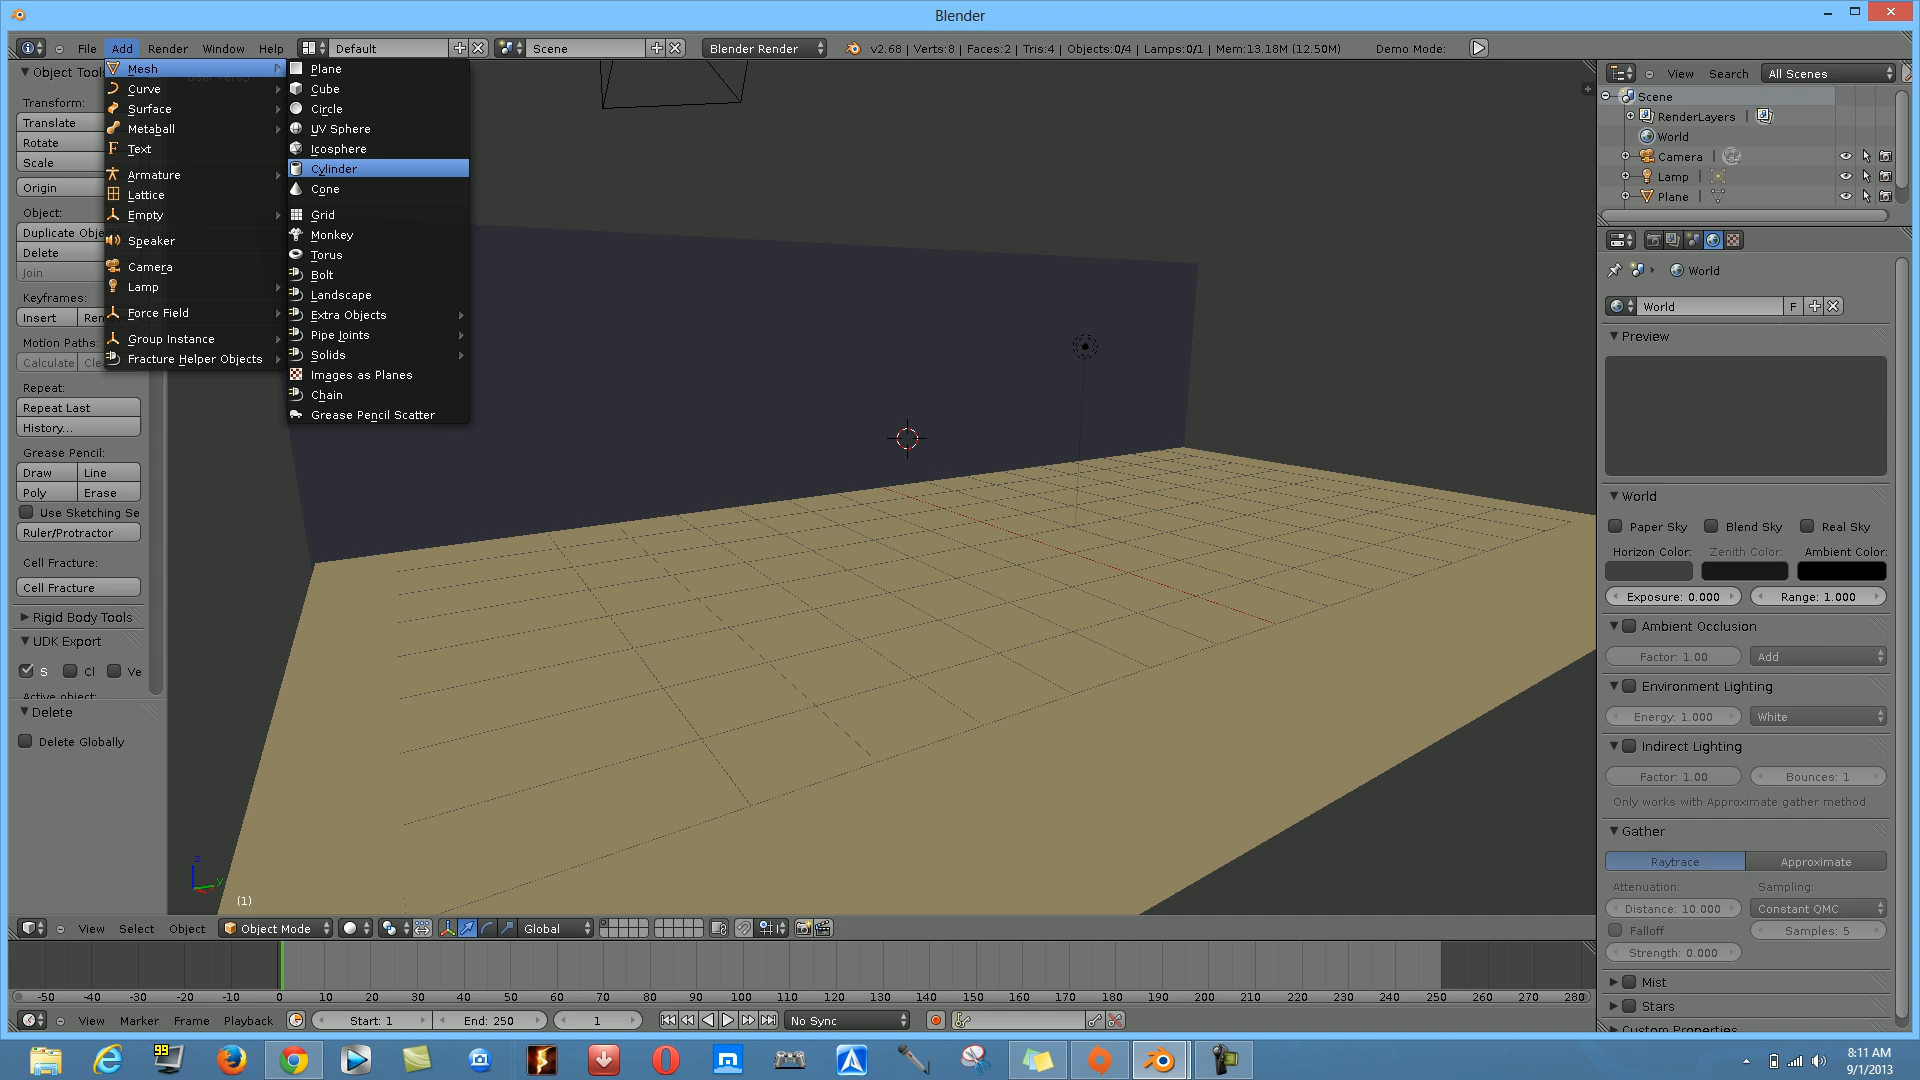 Blender
File Add Render Window Help Default Scene Blender Render v2.68 | Verts:8 | Faces:2 | Tris:4 | Objects:0/4 | Lamps:0/1 | Mem:13.18M (12.50M) Demo Mode:
Object Tools
Transform:
Translate
Rotate
Scale
Origin
Object:
Duplicate Obje
Delete
Join
Keyframes:
Insert Ren
Motion Paths:
Calculate Cle
Repeat:
Repeat Last
History...
Grease Pencil:
Draw Line
Poly Erase
Use Sketching Se
Ruler/Protractor
Cell Fracture:
Cell Fracture
Rigid Body Tools
UDK Export
S Cl Ve
Active object:
Delete
Delete Globally
Mesh
Curve
Surface
Metaball
Text
Armature
Lattice
Empty
Speaker
Camera
Lamp
Force Field
Group Instance
Fracture Helper Objects
Plane
Cube
Circle
UV Sphere
Icosphere
Cylinder
Cone
Grid
Monkey
Torus
Bolt
Landscape
Extra Objects
Pipe Joints
Solids
Images as Planes
Chain
Grease Pencil Scatter
z
y
(1)
View Select Object Object Mode Global
View Search All Scenes
Scene
RenderLayers
World
Camera
Lamp
Plane
World
World F
Preview
World
Paper Sky Blend Sky Real Sky
Horizon Color: Zenith Color: Ambient Color:
Exposure: 0.000 Range: 1.000
Ambient Occlusion
Factor: 1.00 Add
Environment Lighting
Energy: 1.000 White
Indirect Lighting
Factor: 1.00 Bounces: 1
Only works with Approximate gather method
Gather
Raytrace Approximate
Attenuation: Sampling:
Distance: 10.000 Constant QMC
Falloff Samples: 5
Strength: 0.000
Mist
Stars
Custom Properties
-50 -40 -30 -20 -10 0 10 20 30 40 50 60 70 80 90 100 110 120 130 140 150 160 170 180 190 200 210 220 230 240 250 260 270 280
View Marker Frame Playback Start: 1 End: 250 1 No Sync
99
8:11 AM
9/1/2013